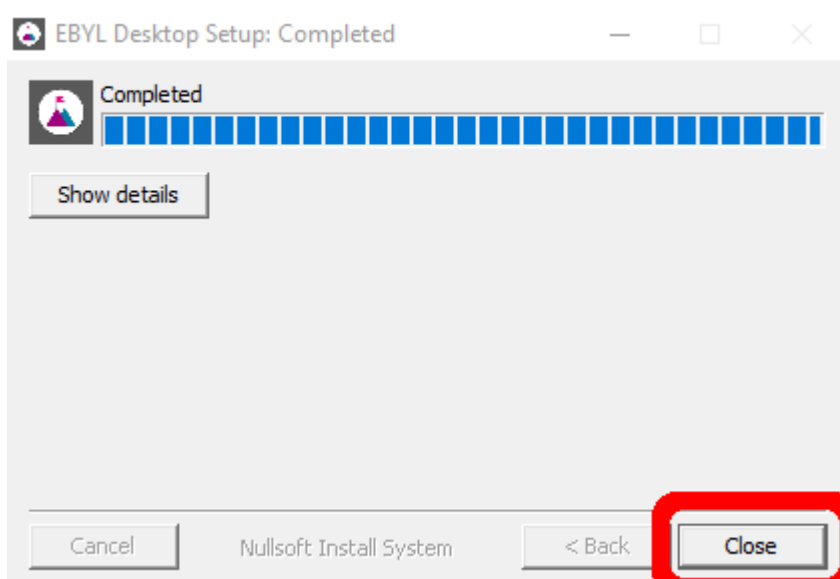 EBYL Desktop Setup: Completed
Completed
Show details
Cancel Nullsoft Install System < Back Close